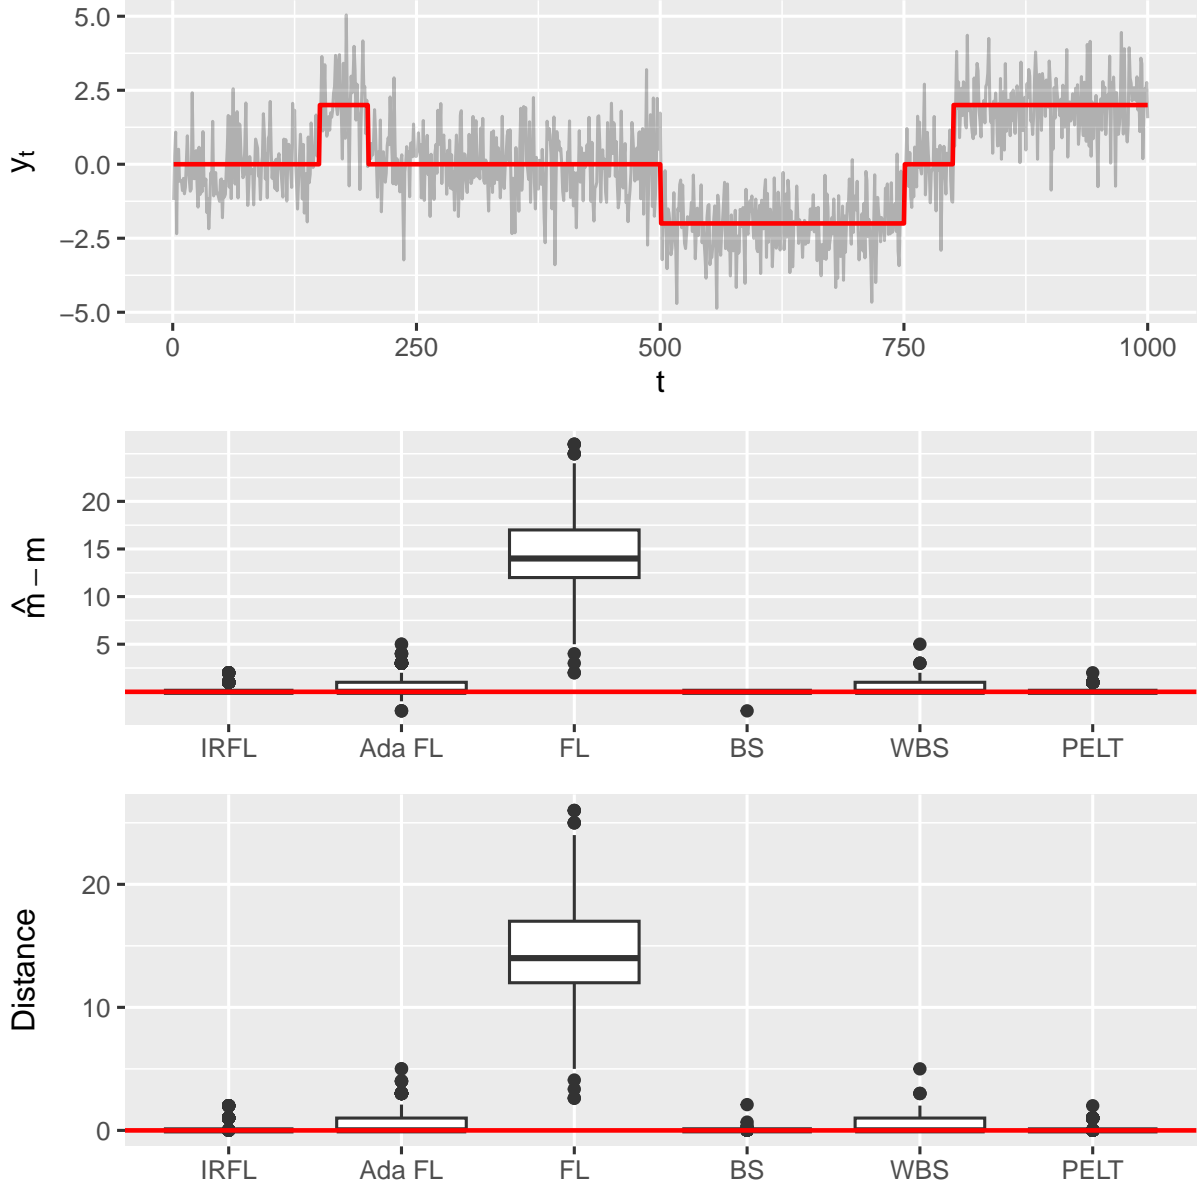 5.0
2.5
0.0
−2.5
−5.0
yt
0 250 500 750 1000
t
20
15
10
5
m̂ − m
IRFL Ada FL FL BS WBS PELT
20
10
0
Distance
IRFL Ada FL FL BS WBS PELT